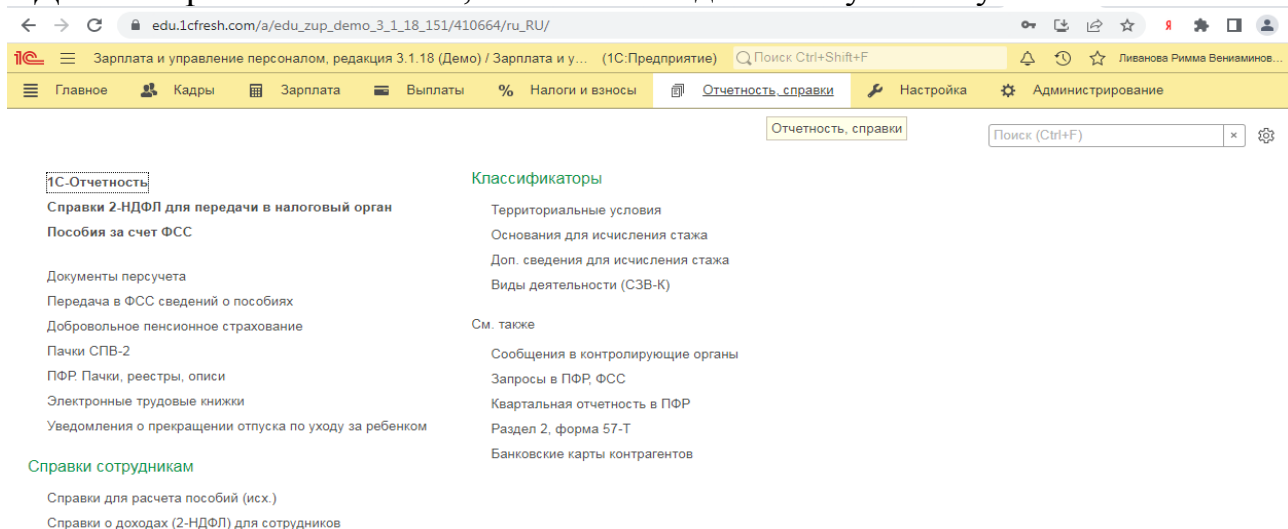 edu.1cfresh.com/a/edu_zup_demo_3_1_18_151/410664/ru_RU/
Зарплата и управление персоналом, редакция 3.1.18 (Демо) / Зарплата и у... (1С:Предприятие) Поиск Ctrl+Shift+F Ливанова Римма Вениаминов...
Главное Кадры Зарплата Выплаты % Налоги и взносы Отчетность, справки Настройка Администрирование
Отчетность, справки
Поиск (Ctrl+F) ×
1С-Отчетность
Справки 2-НДФЛ для передачи в налоговый орган
Пособия за счет ФСС
Документы персучета
Передача в ФСС сведений о пособиях
Добровольное пенсионное страхование
Пачки СПВ-2
ПФР. Пачки, реестры, описи
Электронные трудовые книжки
Уведомления о прекращении отпуска по уходу за ребенком
Справки сотрудникам
Справки для расчета пособий (исх.)
Справки о доходах (2-НДФЛ) для сотрудников
Классификаторы
Территориальные условия
Основания для исчисления стажа
Доп. сведения для исчисления стажа
Виды деятельности (СЗВ-К)
См. также
Сообщения в контролирующие органы
Запросы в ПФР, ФСС
Квартальная отчетность в ПФР
Раздел 2, форма 57-Т
Банковские карты контрагентов